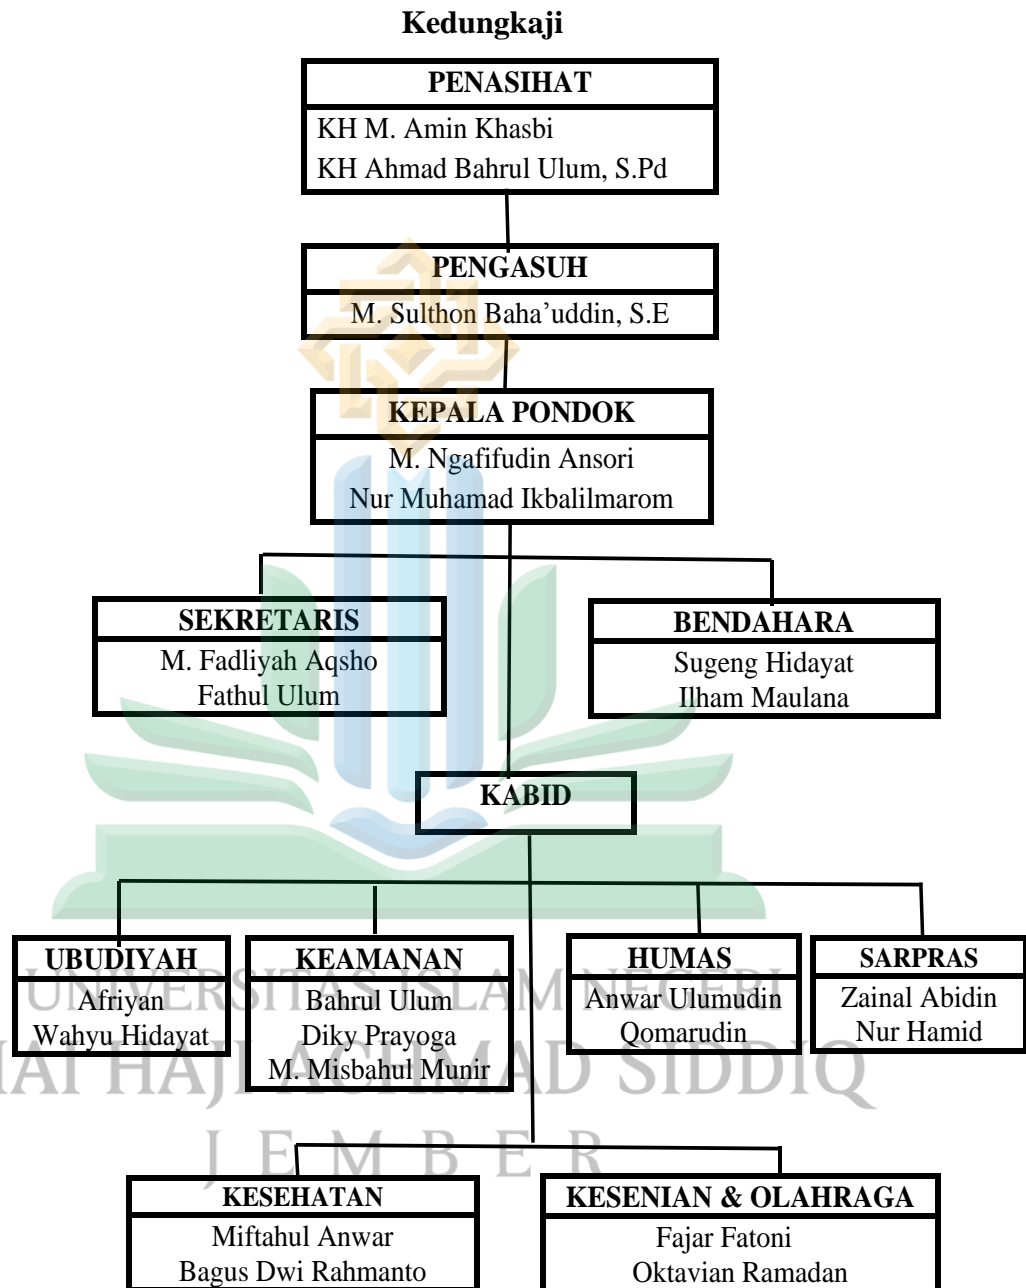 Kedungkaji
PENASIHAT
KH M. Amin Khasbi
KH Ahmad Bahrul Ulum, S.Pd
PENGASUH
M. Sulthon Baha’uddin, S.E
KEPALA PONDOK
M. Ngafifudin Ansori
Nur Muhamad Ikbalilmarom
SEKRETARIS
M. Fadliyah Aqsho
Fathul Ulum
BENDAHARA
Sugeng Hidayat
Ilham Maulana
KABID
UBUDIYAH
Afriyan
Wahyu Hidayat
KEAMANAN
Bahrul Ulum
Diky Prayoga
M. Misbahul Munir
HUMAS
Anwar Ulumudin
Qomarudin
SARPRAS
Zainal Abidin
Nur Hamid
UNIVERSITAS ISLAM NEGERI
IAI HAJI ACHMAD SIDDIQ
JEMBER
KESEHATAN
Miftahul Anwar
Bagus Dwi Rahmanto
KESENIAN & OLAHRAGA
Fajar Fatoni
Oktavian Ramadan